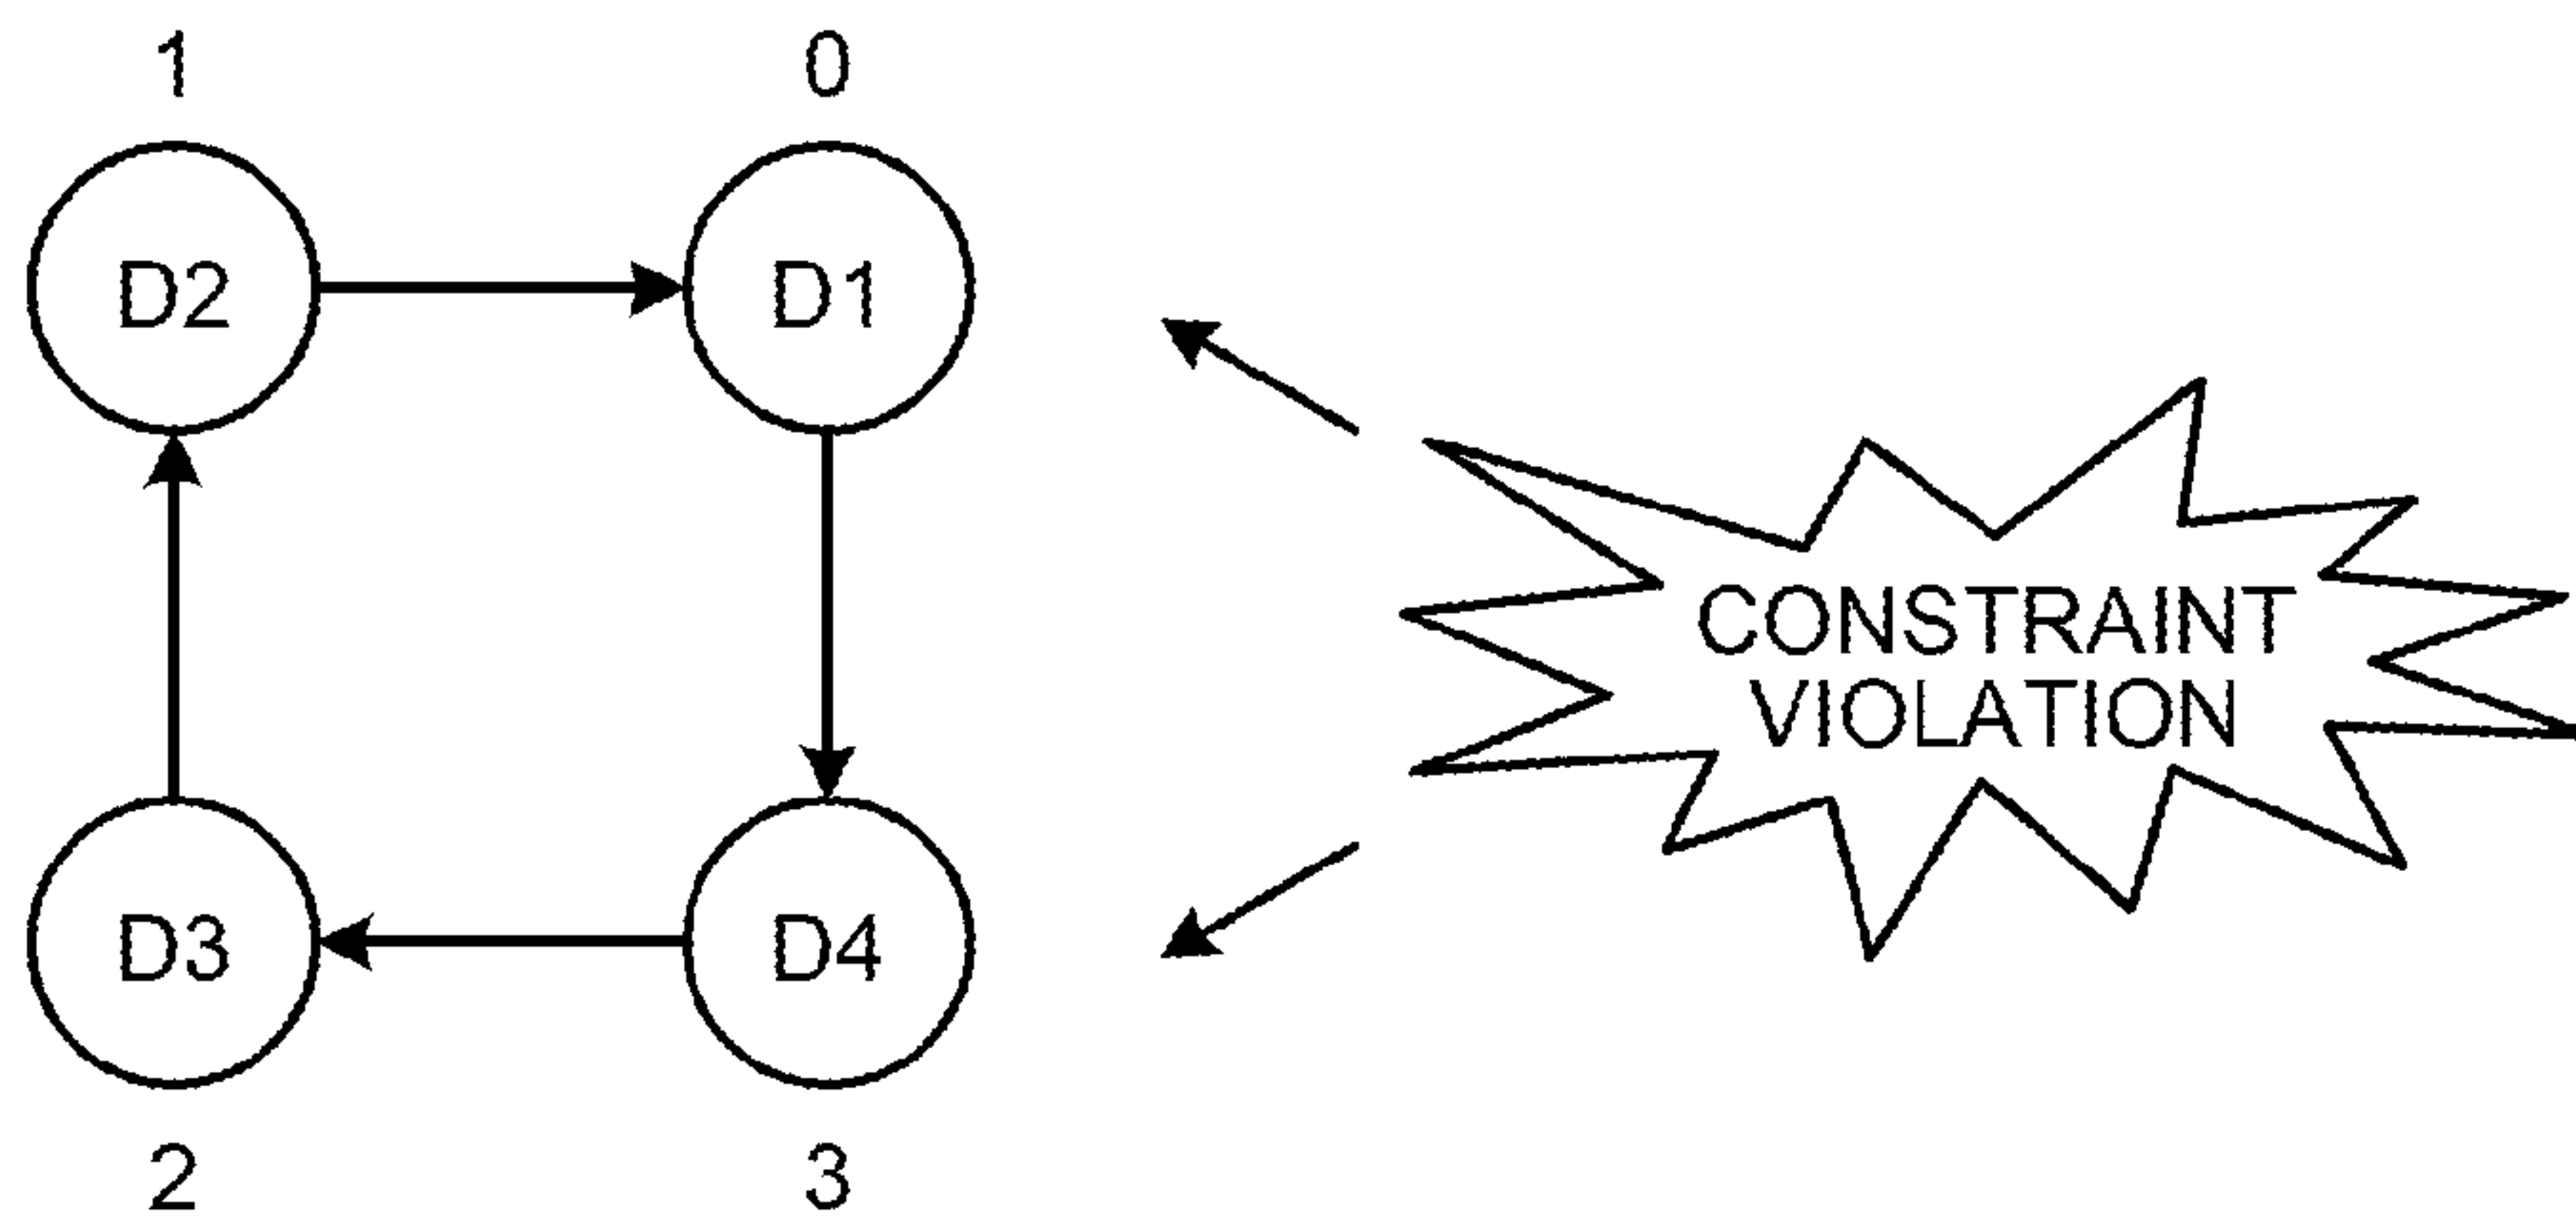 1 0
D2 D1
CONSTRAINT
VIOLATION
D3 D4
2 3